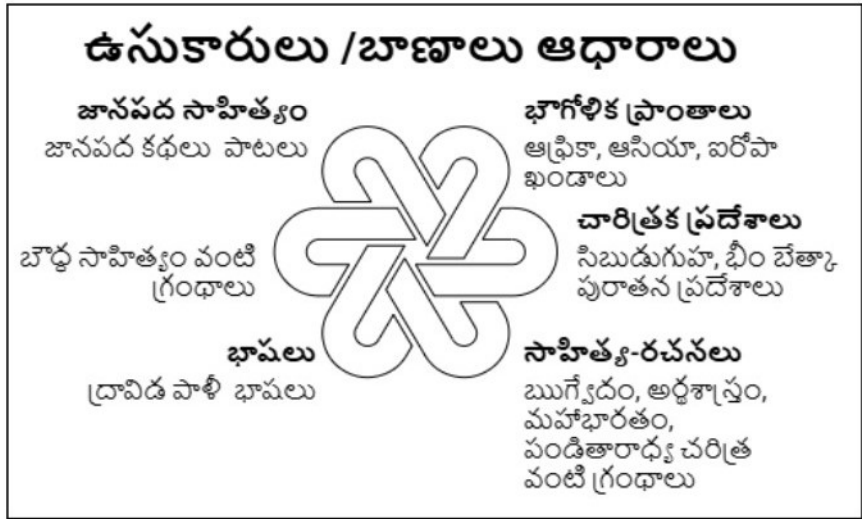 ఉసుకారులు /బాణాలు ఆధారాలు
జానపద సాహిత్యం
జానపద కథలు పాటలు
బౌద్ధ సాహిత్యం వంటి
గ్రంథాలు
భాషలు
ద్రావిడ పాళీ భాషలు
భౌగోళిక ప్రాంతాలు
ఆఫ్రికా, ఆసియా, ఐరోపా
ఖండాలు
చారిత్రక ప్రదేశాలు
సిబుడుగుహ, భీం బేత్కా
పురాతన ప్రదేశాలు
సాహిత్య-రచనలు
ఋగ్వేదం, అర్థశాస్త్రం,
మహాభారతం,
పండితారాధ్య చరిత్ర
వంటి గ్రంథాలు